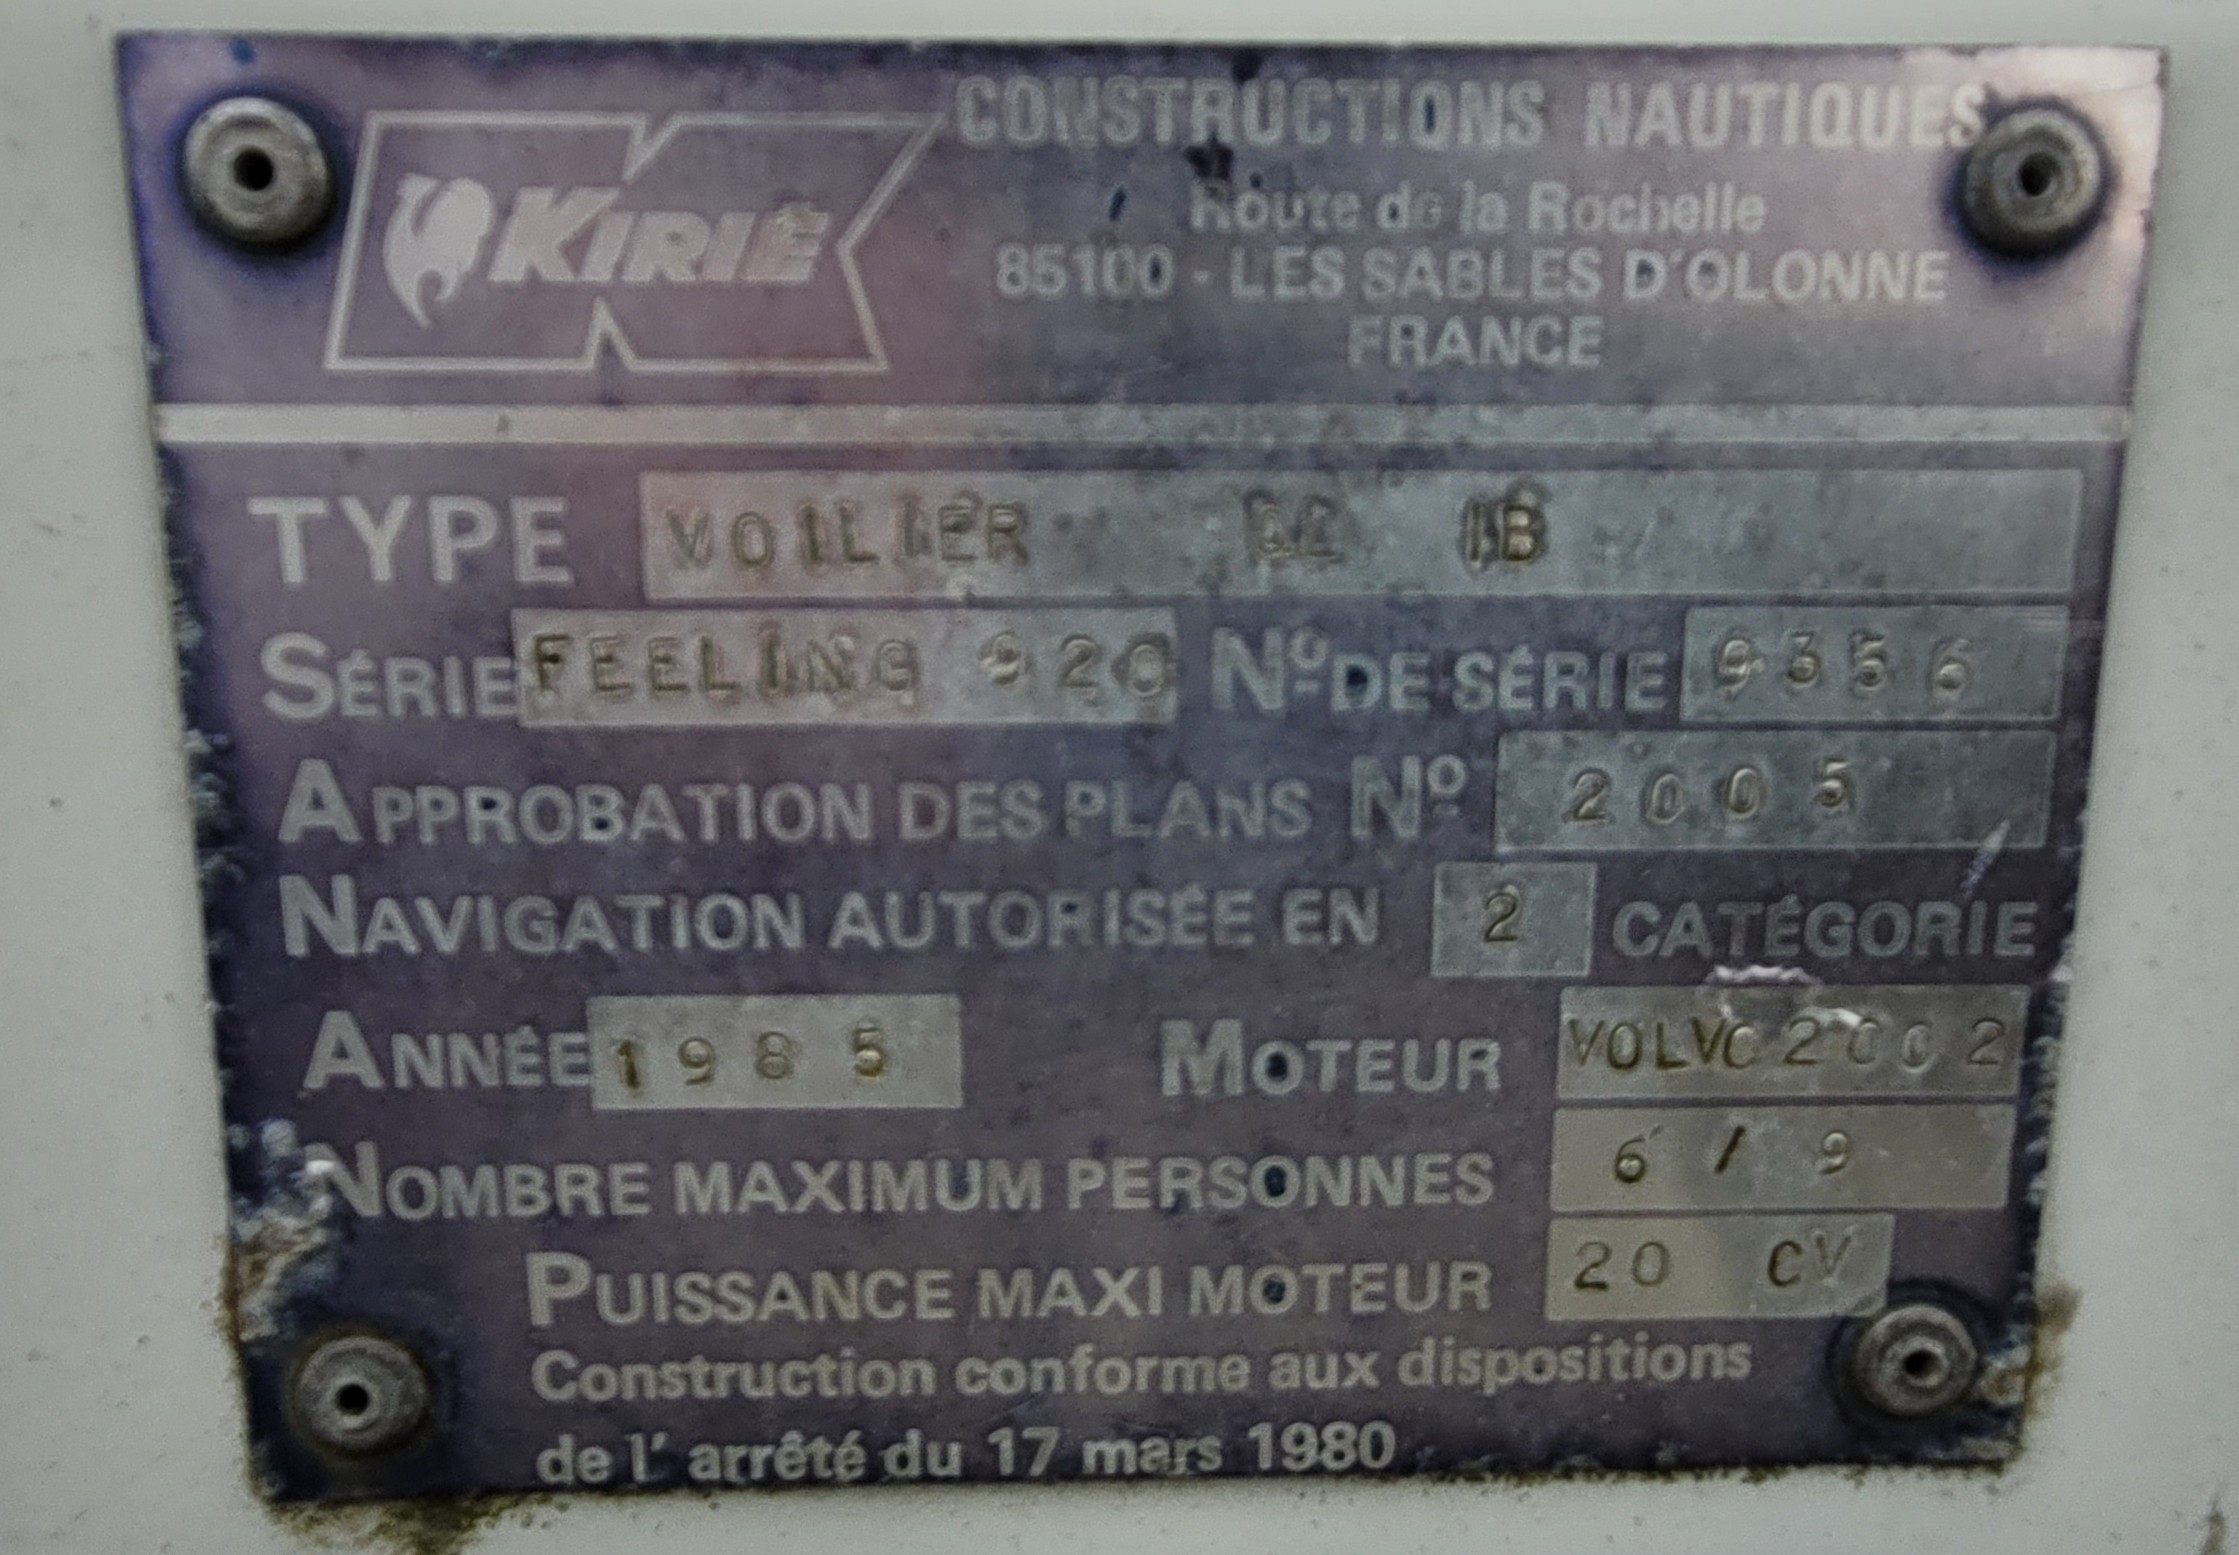 KIRIÉ
CONSTRUCTIONS NAUTIQUES
Route de la Rochelle
85100 - LES SABLES D'OLONNE
FRANCE
TYPE VOILIER IB
SÉRIE FEELING 920 Nº DE SÉRIE 9356
APPROBATION DES PLANS Nº 2005
NAVIGATION AUTORISÉE EN 2 CATÉGORIE
ANNÉE 1985 MOTEUR VOLVO 2002
NOMBRE MAXIMUM PERSONNES 6 / 9
PUISSANCE MAXI MOTEUR 20 CV
Construction conforme aux dispositions
de l' arrêté du 17 mars 1980